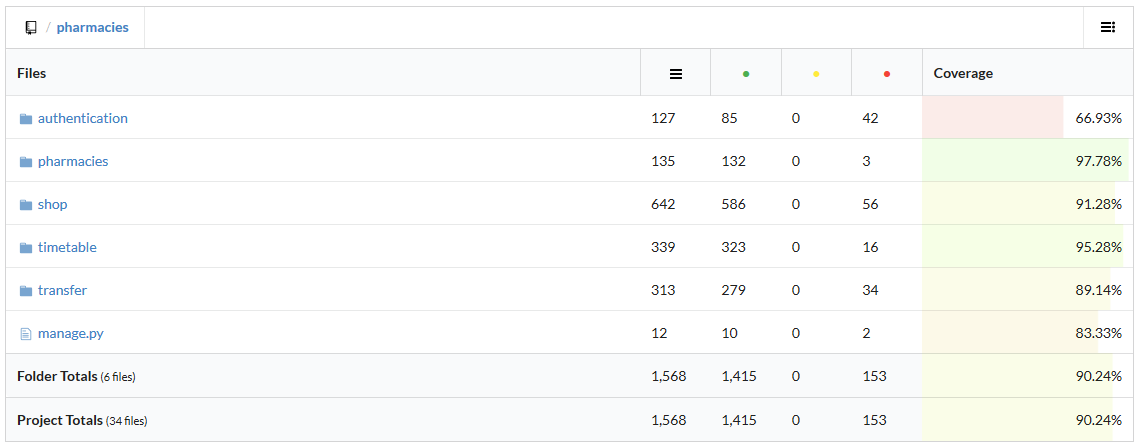 / pharmacies
Files Coverage
authentication 127 85 0 42 66.93%
pharmacies 135 132 0 3 97.78%
shop 642 586 0 56 91.28%
timetable 339 323 0 16 95.28%
transfer 313 279 0 34 89.14%
manage.py 12 10 0 2 83.33%
Folder Totals (6 files) 1,568 1,415 0 153 90.24%
Project Totals (34 files) 1,568 1,415 0 153 90.24%